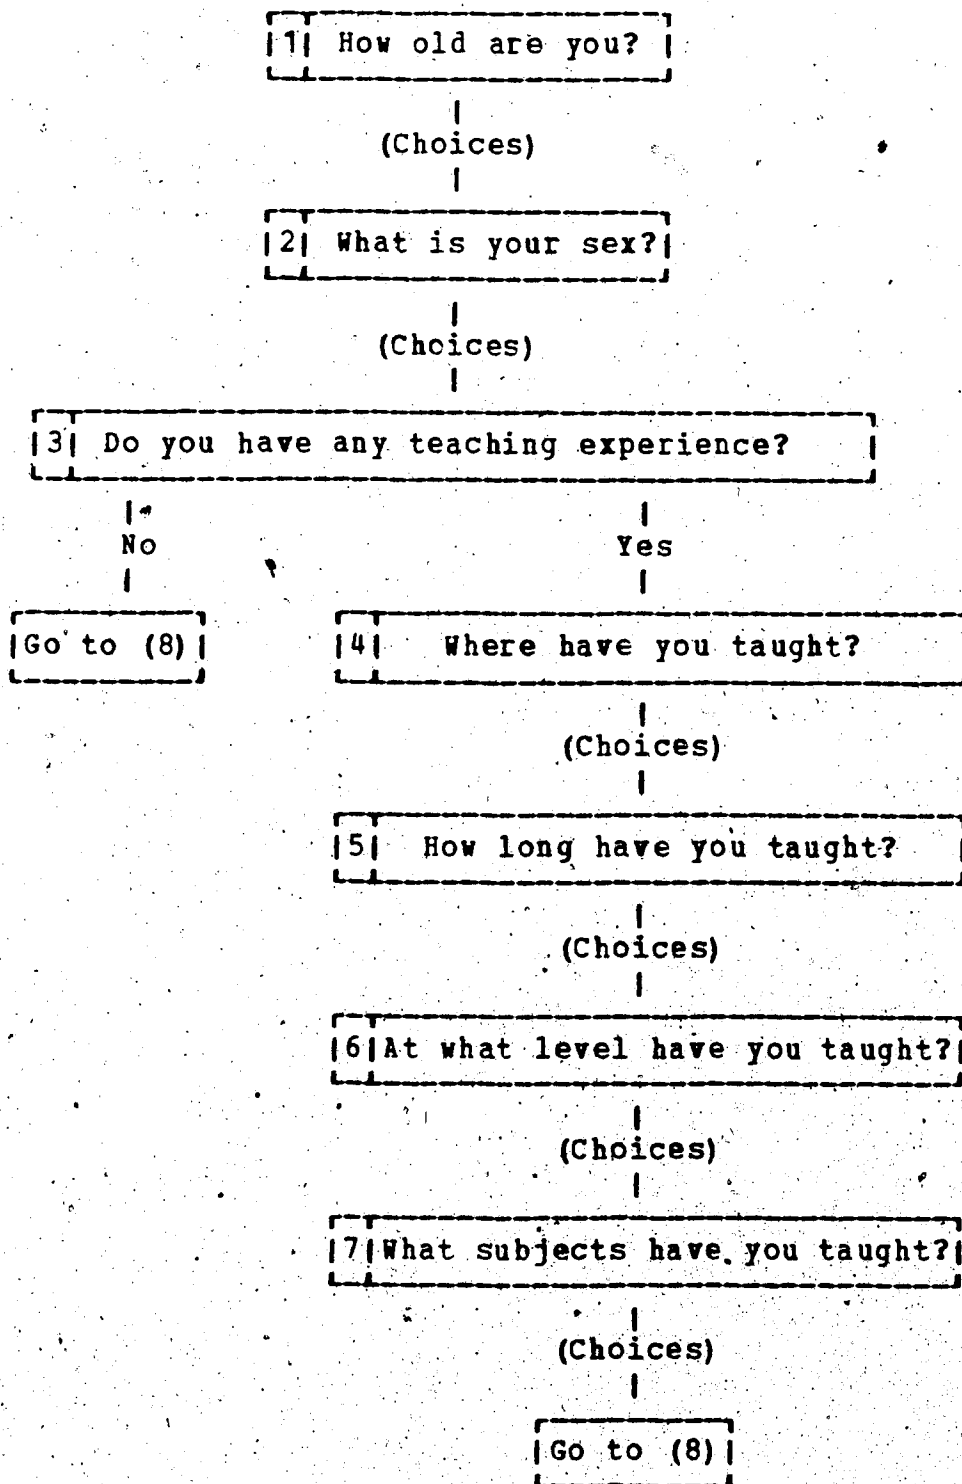 1 How old are you?
(Choices)
2 What is your sex?
(Choices)
3 Do you have any teaching experience?
No Yes
Go to (8) 4 Where have you taught?
(Choices)
5 How long have you taught?
(Choices)
6 At what level have you taught?
(Choices)
7 What subjects have you taught?
(Choices)
Go to (8)